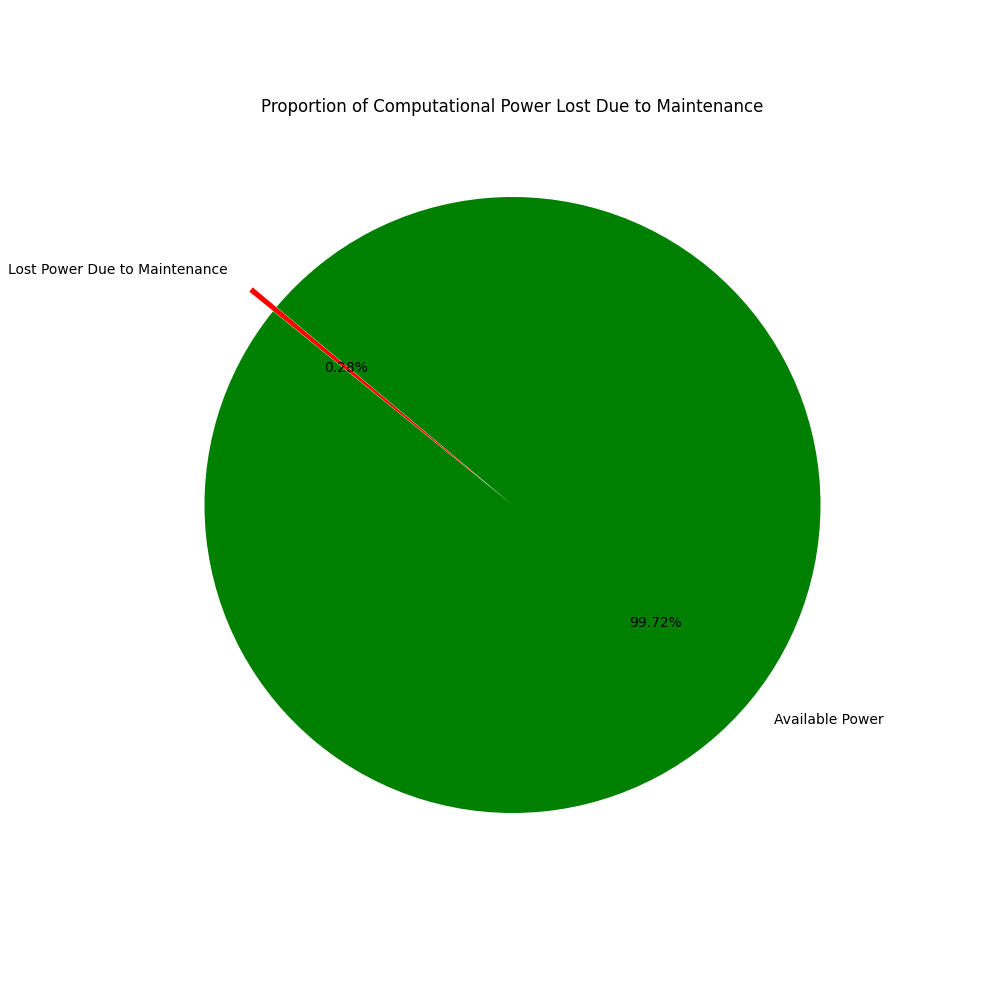 Proportion of Computational Power Lost Due to Maintenance
Lost Power Due to Maintenance
0.28%
99.72%
Available Power